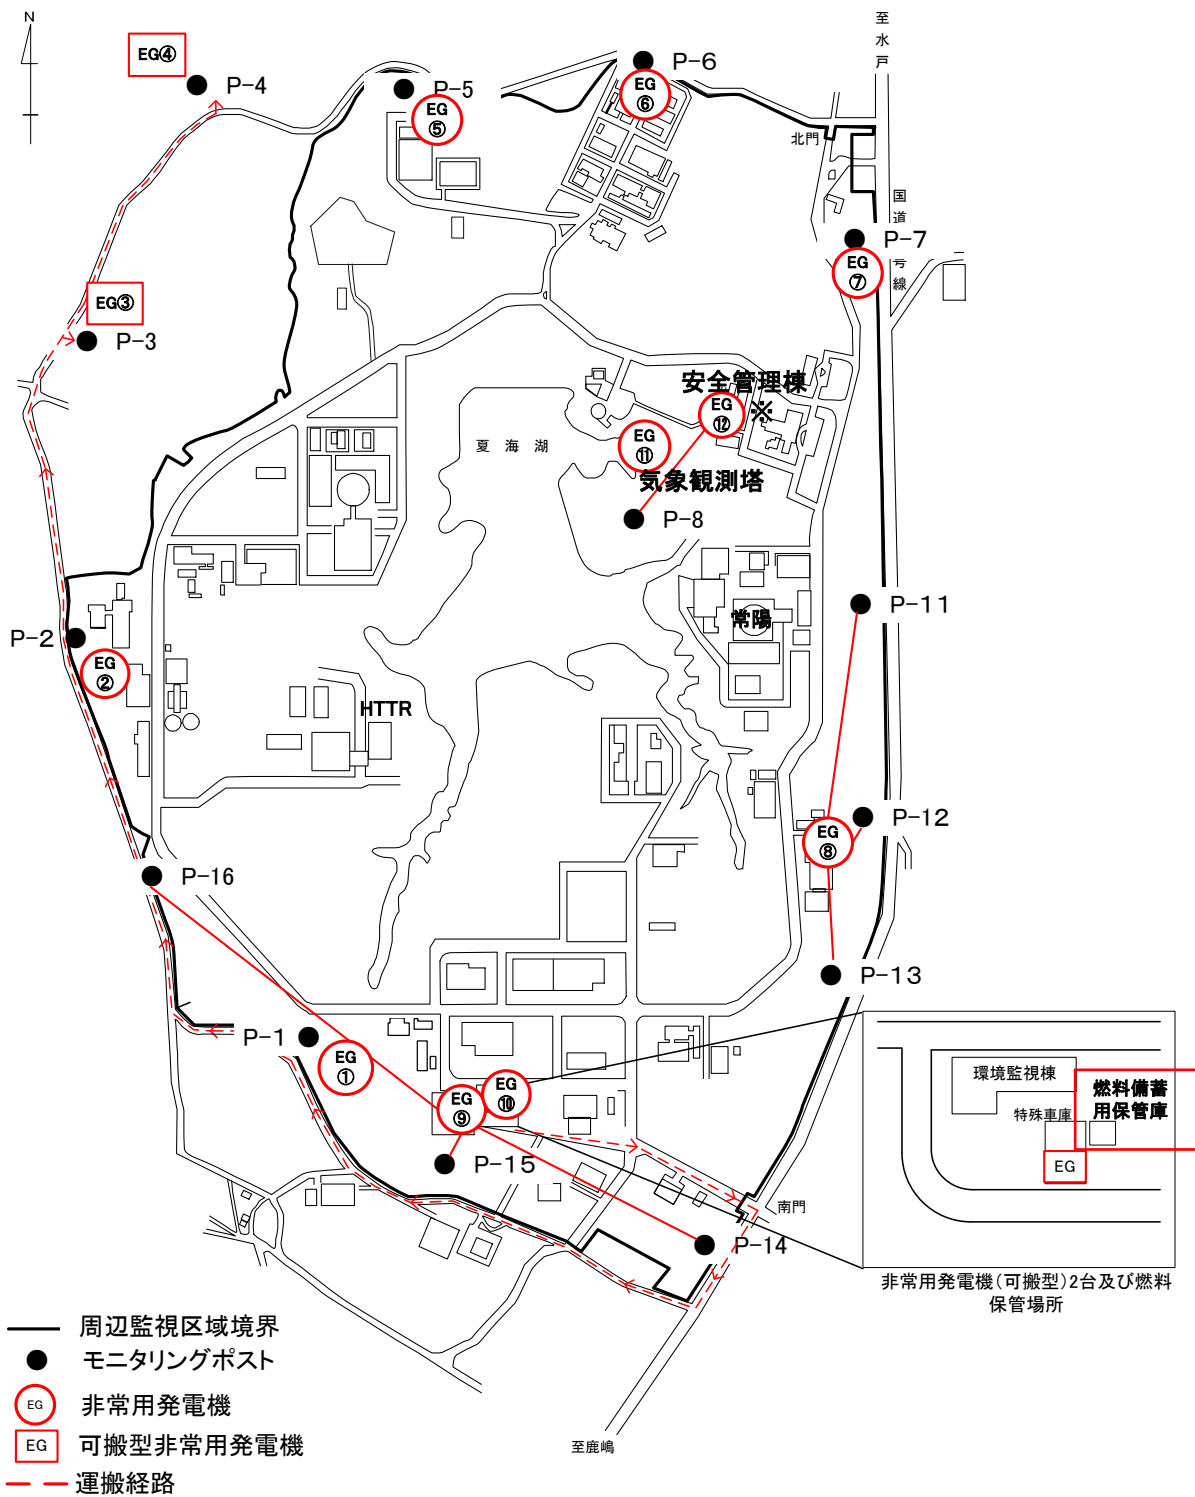 N
至水戸
EG④
P-4
P-5
EG
⑤
P-6
EG
⑥
北門
国道
号線
P-7
EG
⑦
EG③
P-3
安全管理棟
EG
⑫
※
夏海湖
EG
⑪
気象観測塔
P-8
P-11
常陽
P-2
EG
②
HTTR
P-12
EG
⑧
P-16
P-13
P-1
EG
①
EG
⑩
EG
⑨
P-15
南門
P-14
環境監視棟
燃料備蓄
用保管庫
特殊車庫
EG
非常用発電機(可搬型)2台及び燃料
保管場所
周辺監視区域境界
モニタリングポスト
EG
非常用発電機
EG
可搬型非常用発電機
運搬経路
至鹿嶋